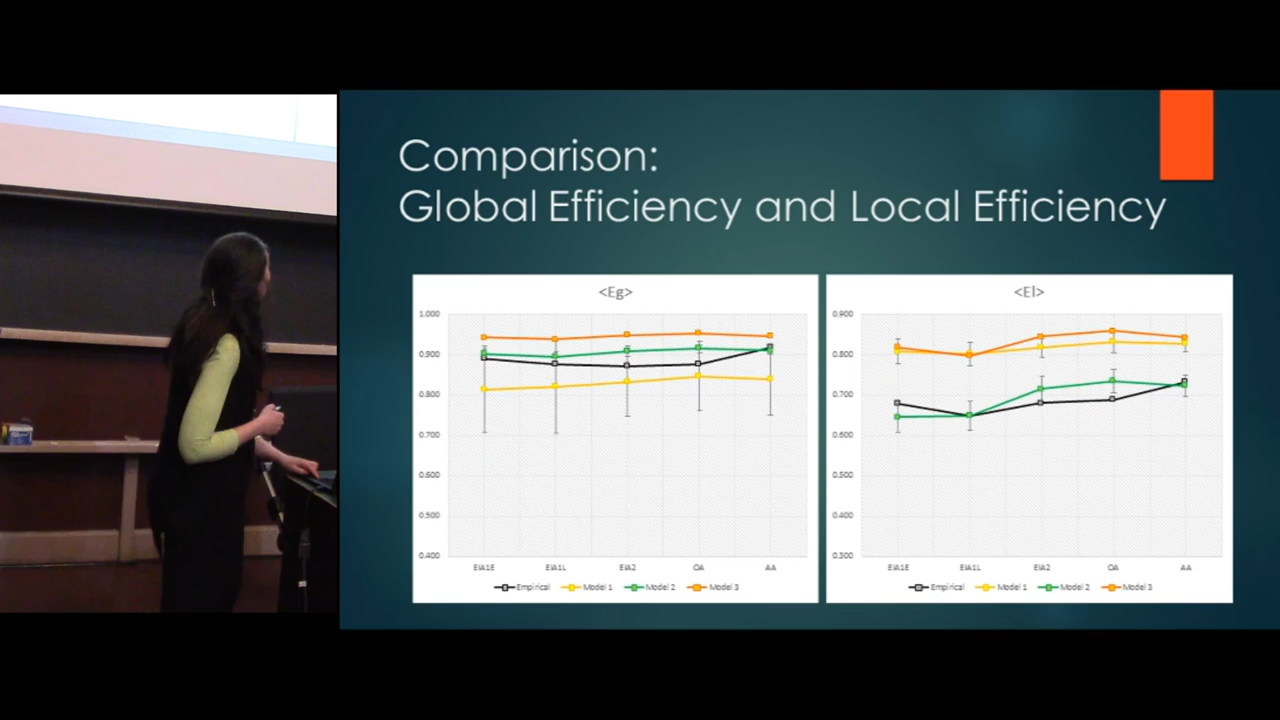 Comparison:
Global Efficiency and Local Efficiency
<Eg>
1.000
0.900
0.800
0.700
0.600
0.500
0.400
EIA1E EIA1L EIA2 OA AA
Empirical Model 1 Model 2 Model 3
<El>
0.900
0.800
0.700
0.600
0.500
0.400
0.300
EIA1E EIA1L EIA2 OA AA
Empirical Model 1 Model 2 Model 3